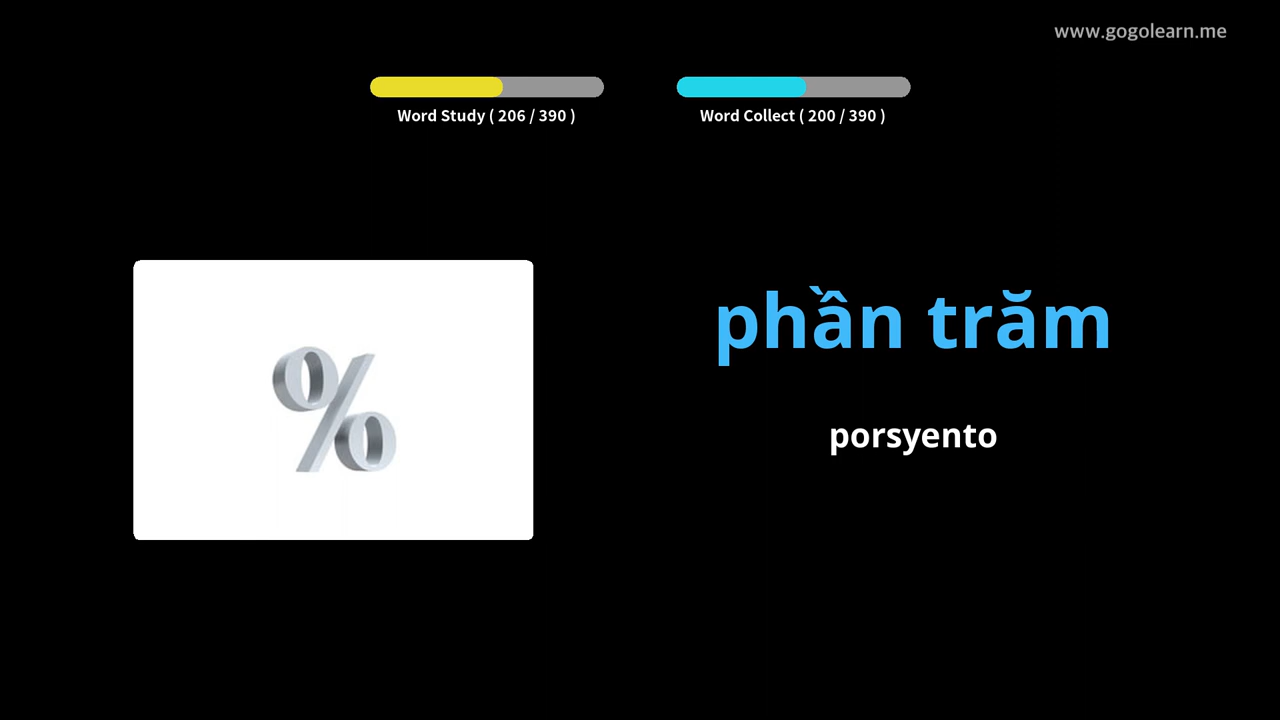 www.gogolearn.me
Word Study ( 206 / 390 )
Word Collect ( 200 / 390 )
%
phần trăm
porsyento